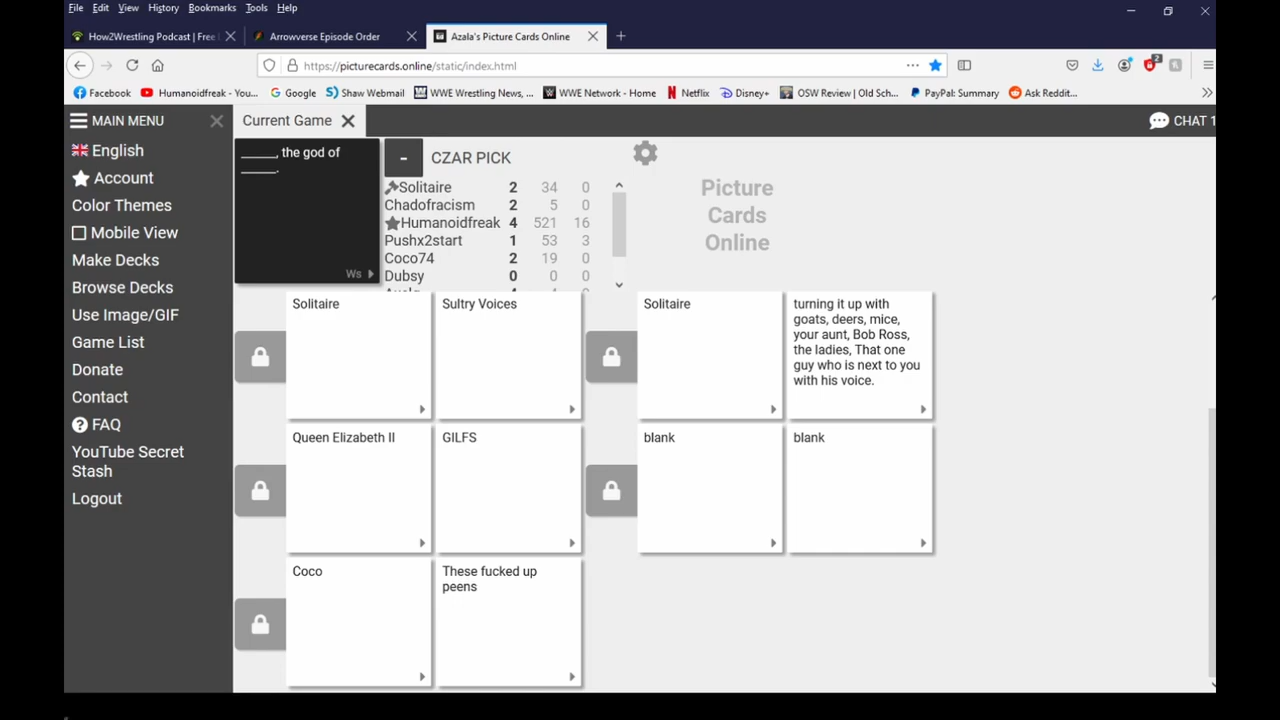 File Edit View History Bookmarks Tools Help
How2Wrestling Podcast | Free
Arrowverse Episode Order
Azala's Picture Cards Online
https://picturecards.online/static/index.html
2
Facebook Humanoidfreak - You... Google Shaw Webmail WWE Wrestling News, ... WWE Network - Home Netflix Disney+ OSW Review | Old Sch... PayPal: Summary Ask Reddit...
MAIN MENU
Current Game
CHAT 1
English
Account
Color Themes
Mobile View
Make Decks
Browse Decks
Use Image/GIF
Game List
Donate
Contact
FAQ
YouTube Secret
Stash
Logout
______, the god of
______.
Ws
- CZAR PICK
Solitaire 2 34 0
Chadofracism 2 5 0
Humanoidfreak 4 521 16
Pushx2start 1 53 3
Coco74 2 19 0
Dubsy 0 0 0
Picture
Cards
Online
Solitaire
Sultry Voices
Solitaire
turning it up with
goats, deers, mice,
your aunt, Bob Ross,
the ladies, That one
guy who is next to you
with his voice.
Queen Elizabeth II
GILFS
blank
blank
Coco
These fucked up
peens